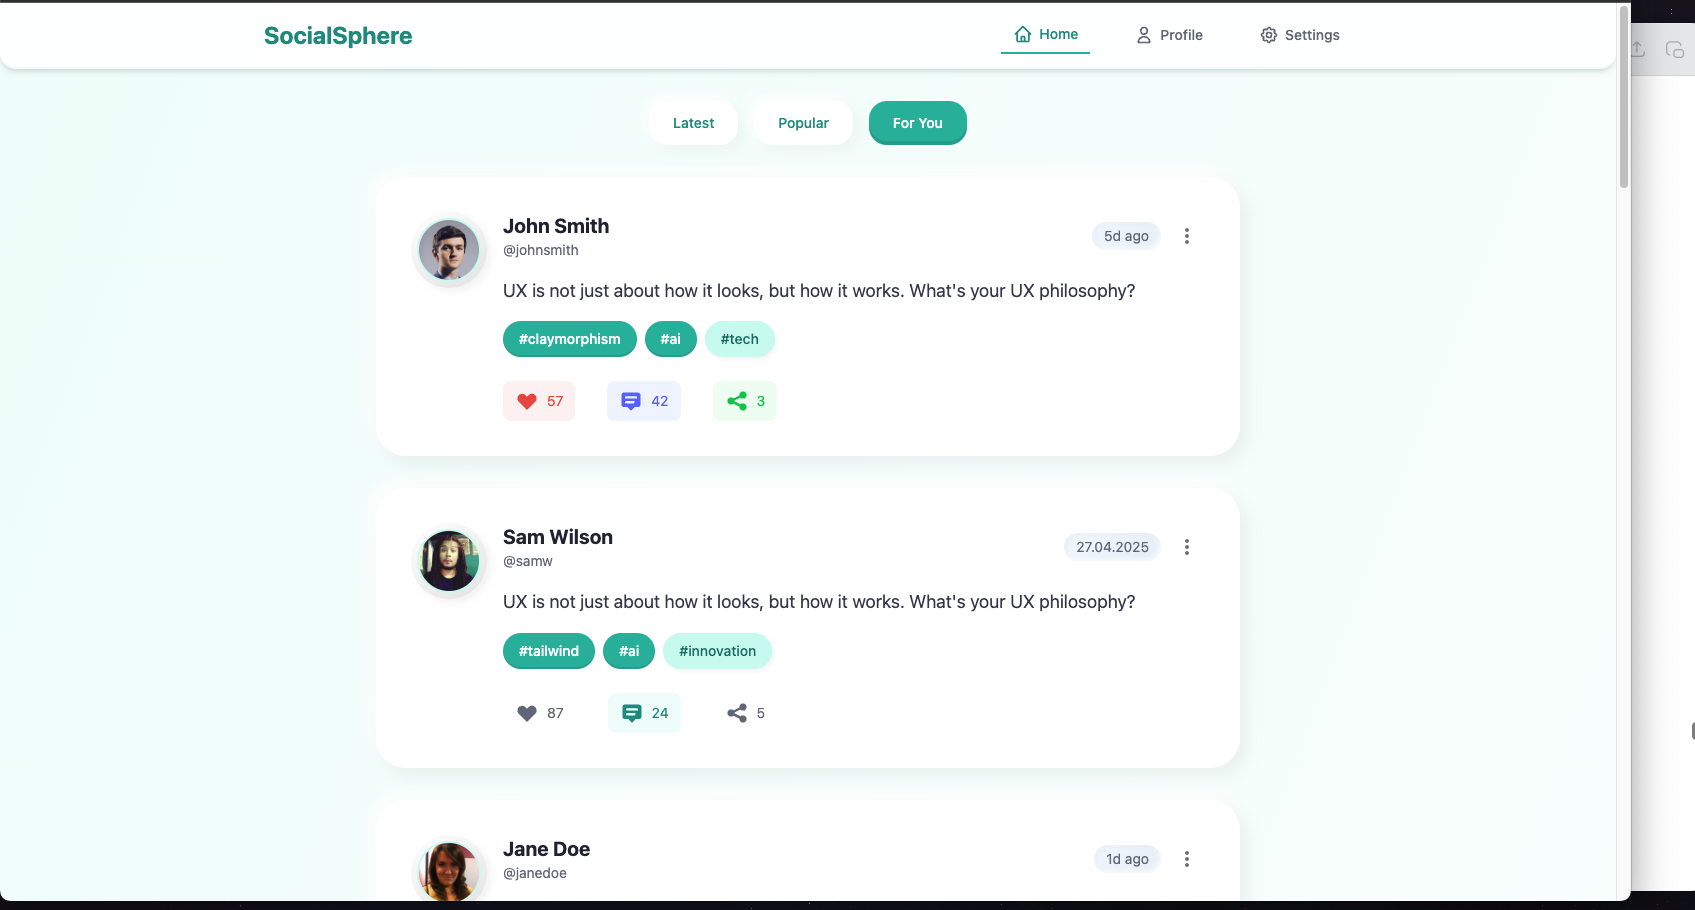 SocialSphere
Home Profile Settings
Latest Popular For You
John Smith
@johnsmith
5d ago
UX is not just about how it looks, but how it works. What's your UX philosophy?
#claymorphism #ai #tech
57 42 3
Sam Wilson
@samw
27.04.2025
UX is not just about how it looks, but how it works. What's your UX philosophy?
#tailwind #ai #innovation
87 24 5
Jane Doe
@janedoe
1d ago